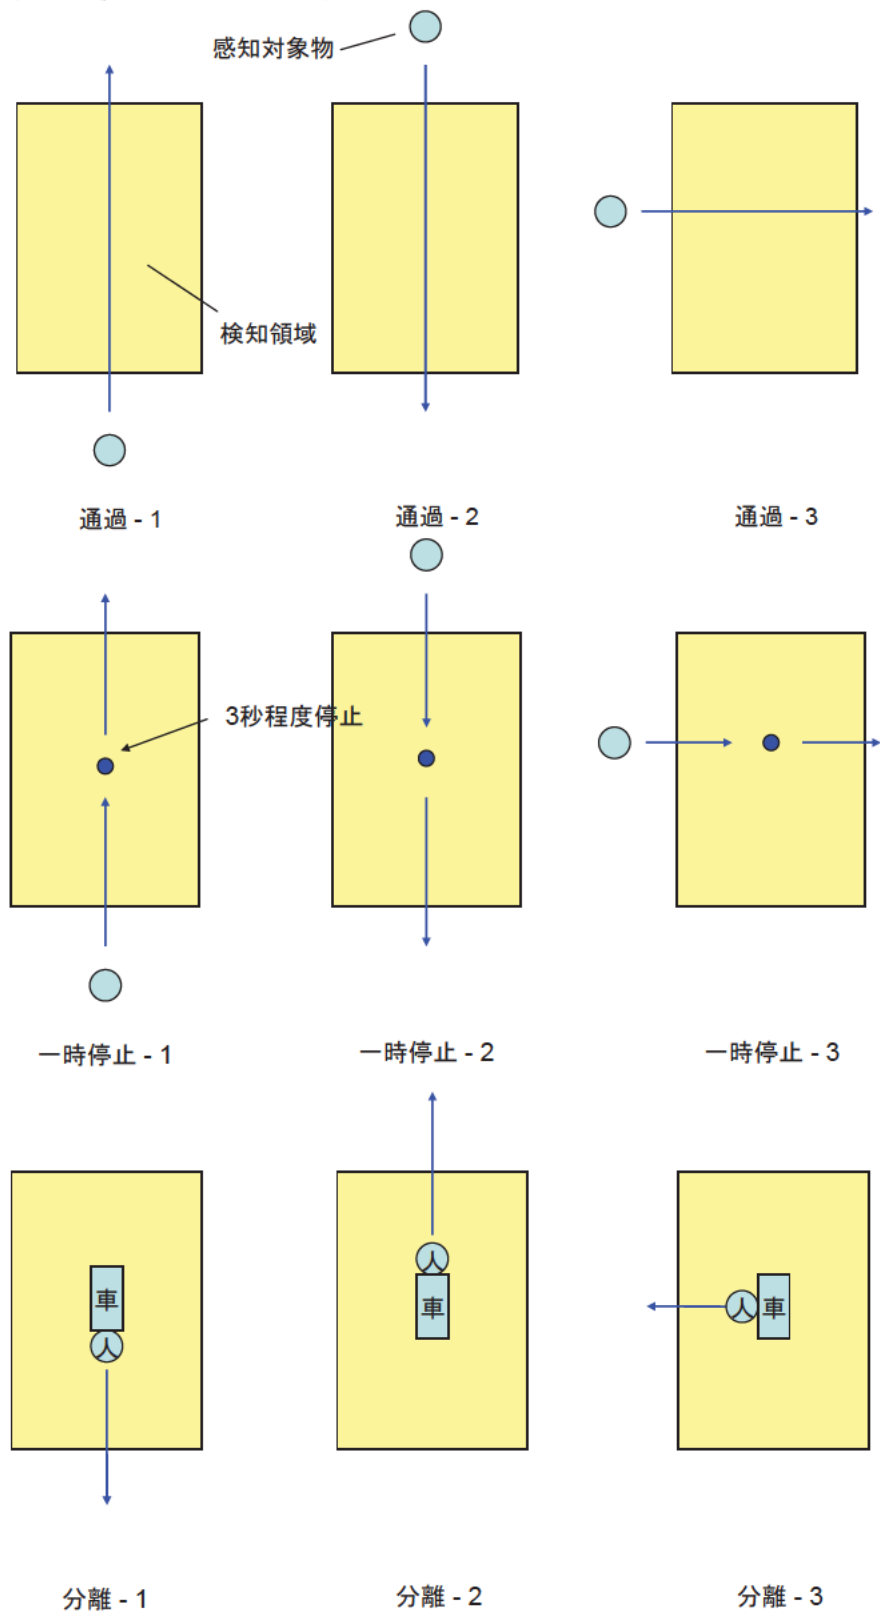 感知対象物
検知領域
通過 - 1
通過 - 2
通過 - 3
3秒程度停止
一時停止 - 1
一時停止 - 2
一時停止 - 3
車
人
人
車
人
車
分離 - 1
分離 - 2
分離 - 3